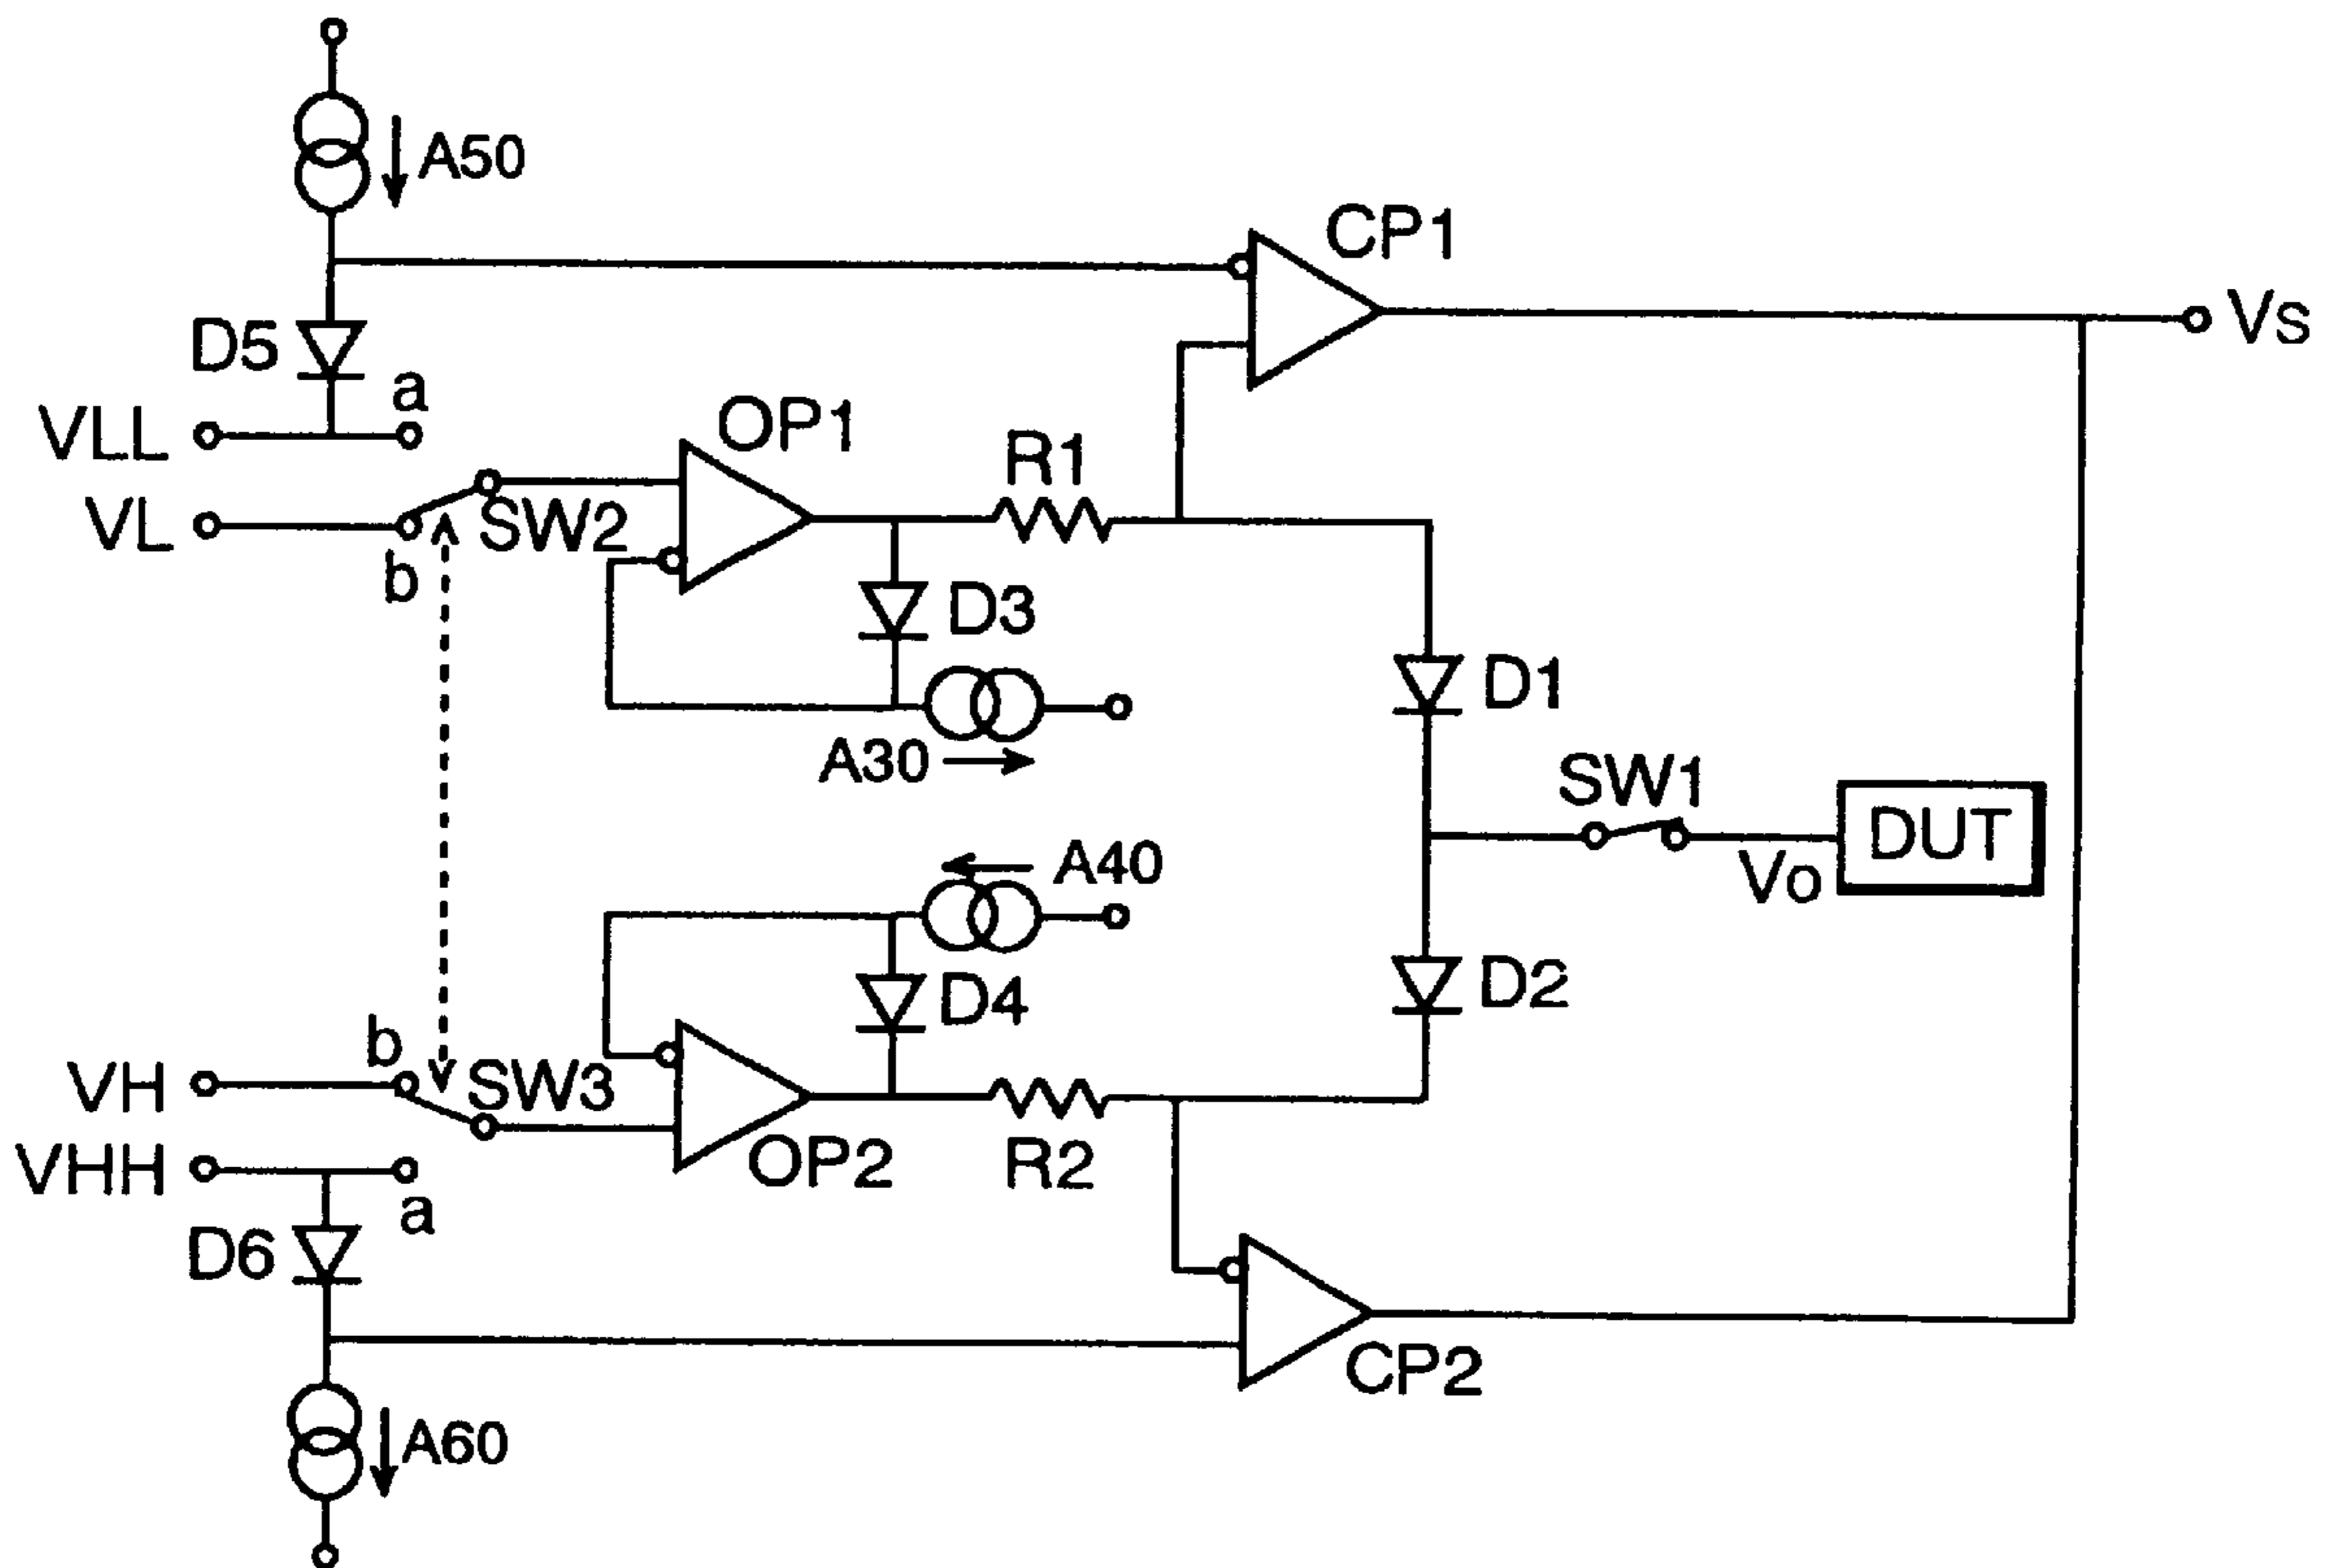 A50
CP1
Vs
D5
a
VLL
OP1
R1
VL
SW2
b
D3
D1
A30
SW1
DUT
Vo
A40
D4
D2
b
VH
SW3
VHH
OP2
R2
a
D6
CP2
A60